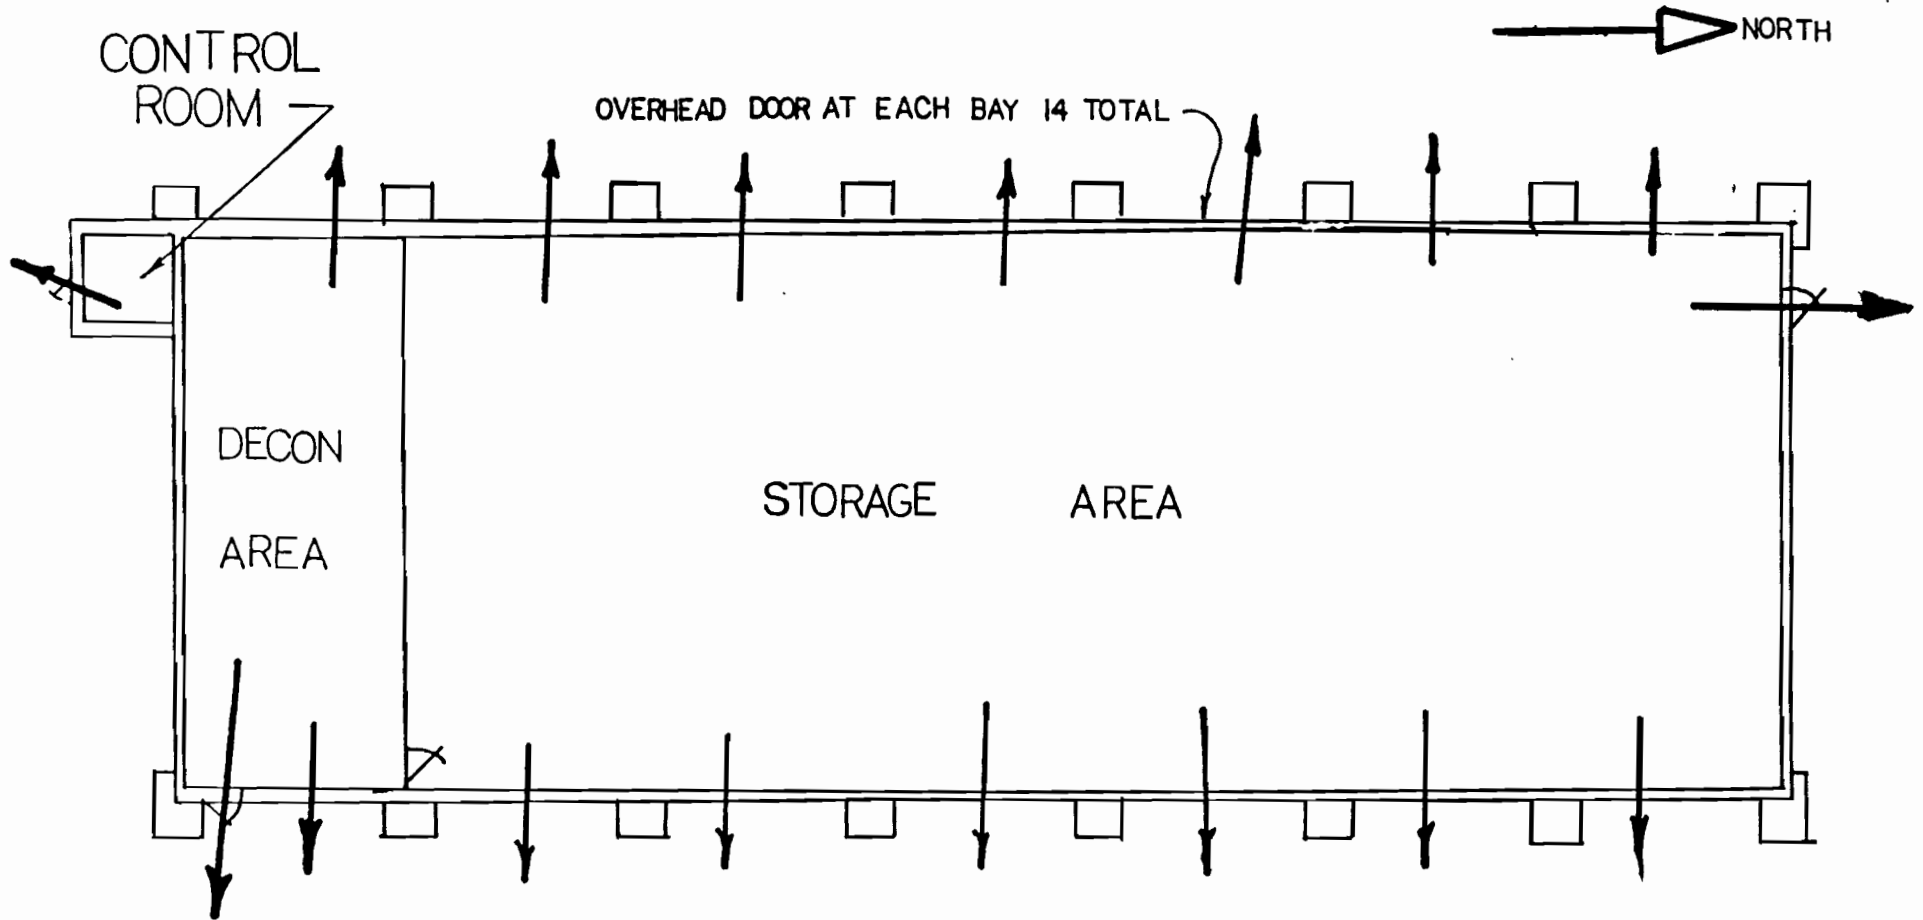 NORTH
CONTROL
ROOM
OVERHEAD DOOR AT EACH BAY 14 TOTAL
DECON
AREA
STORAGE AREA